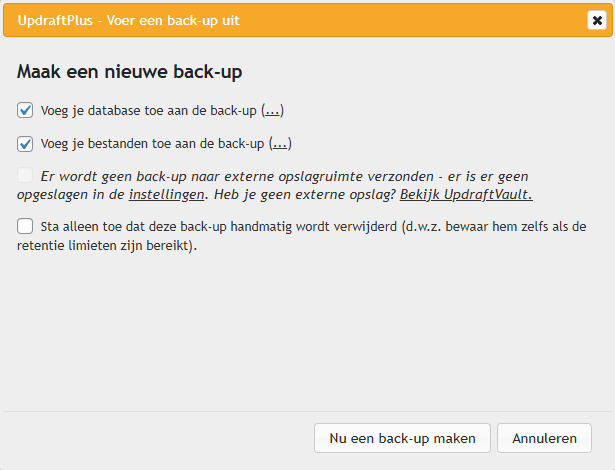 UpdraftPlus - Voer een back-up uit
Maak een nieuwe back-up
Voeg je database toe aan de back-up (...)
Voeg je bestanden toe aan de back-up (...)
Er wordt geen back-up naar externe opslagruimte verzonden - er is er geen
opgeslagen in de instellingen. Heb je geen externe opslag? Bekijk UpdraftVault.
Sta alleen toe dat deze back-up handmatig wordt verwijderd (d.w.z. bewaar hem zelfs als de
retentie limieten zijn bereikt).
Nu een back-up maken
Annuleren